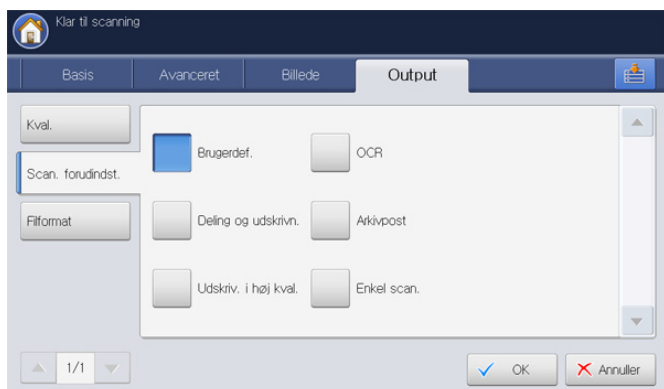 Klar til scanning
Basis
Avanceret
Billede
Output
Kval.
Scan. forudindst.
Filformat
Brugerdef.
OCR
Deling og udskrivn.
Arkivpost
Udskriv. i høj kval.
Enkel scan.
1/1
OK
Annuller